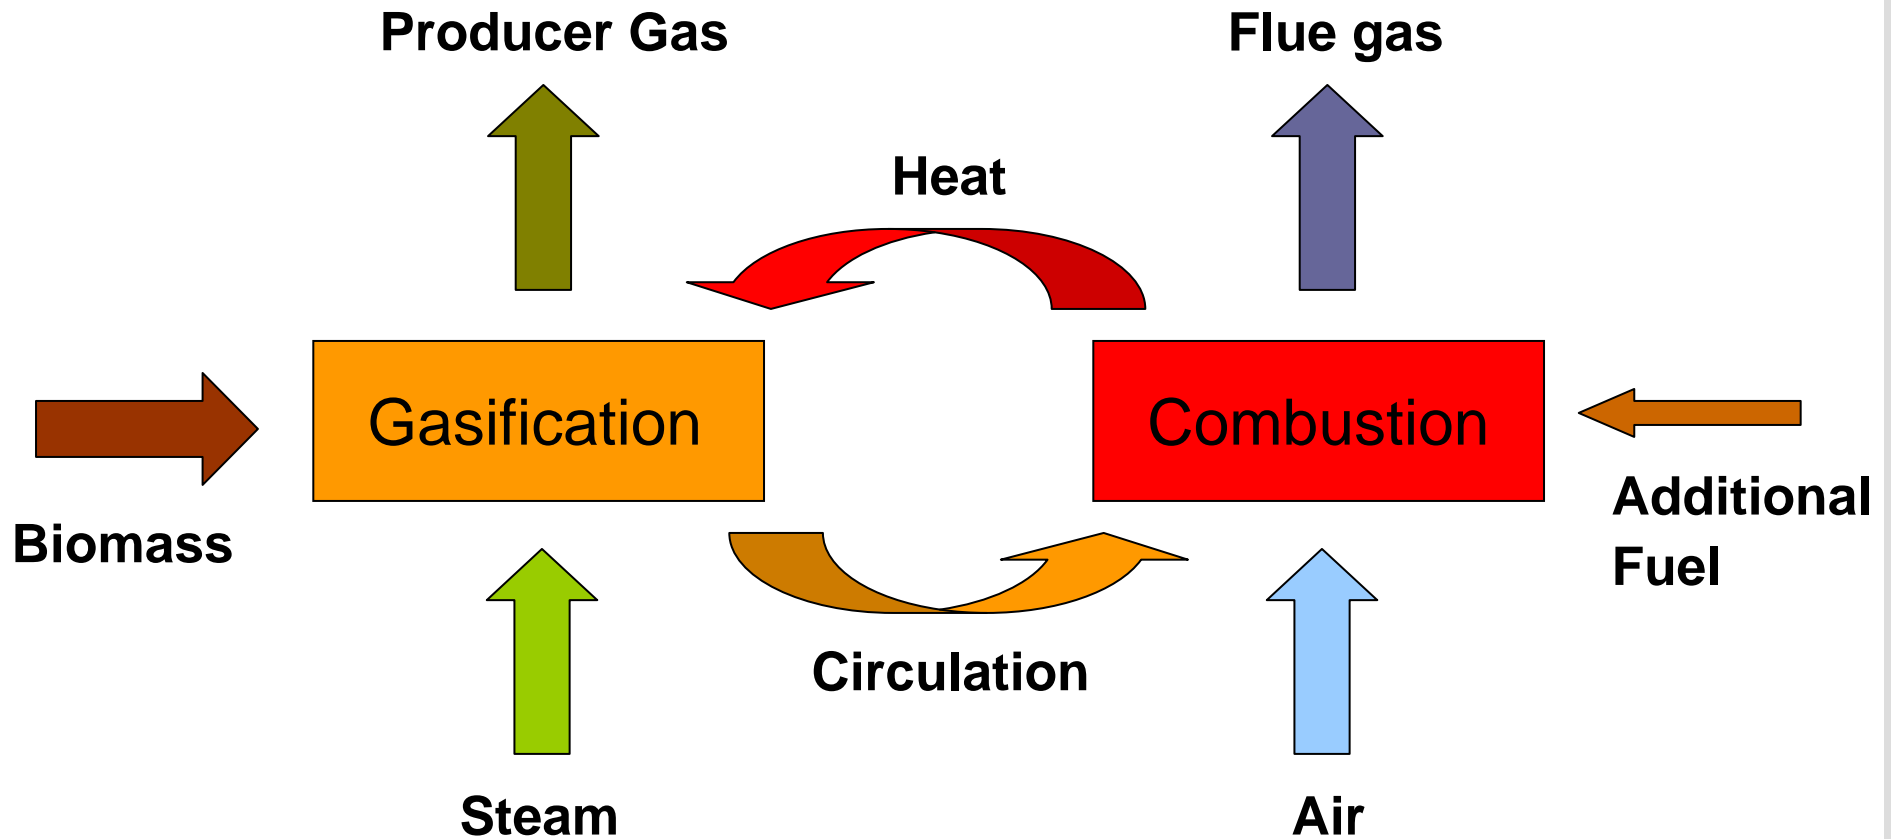 Producer Gas
Flue gas
Heat
Gasification
Combustion
Biomass
Additional
Fuel
Circulation
Steam
Air